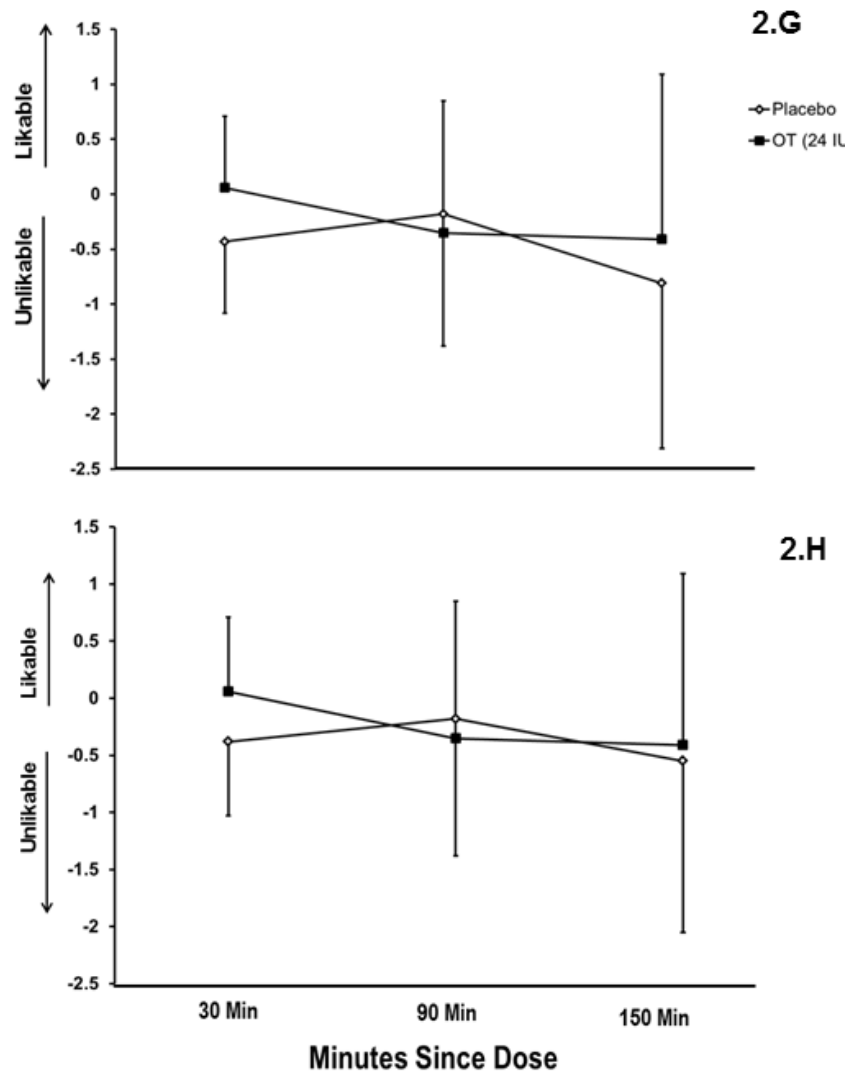 2.G
1.5
1
0.5
0
-0.5
-1
-1.5
-2
-2.5
Likable
Unlikable
Placebo
OT (24 IU
2.H
1.5
1
0.5
0
-0.5
-1
-1.5
-2
-2.5
Likable
Unlikable
30 Min
90 Min
150 Min
Minutes Since Dose